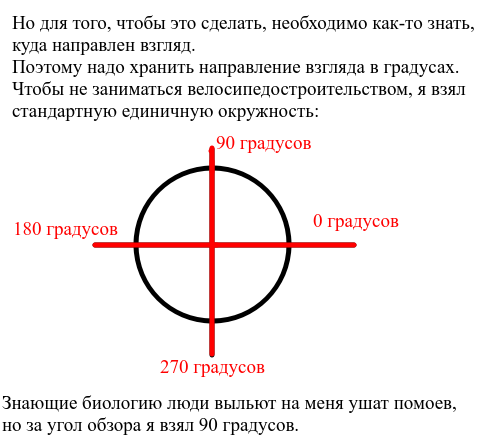 Но для того, чтобы это сделать, необходимо как-то знать,
куда направлен взгляд.
Поэтому надо хранить направление взгляда в градусах.
Чтобы не заниматься велосипедостроительством, я взял
стандартную единичную окружность:
90 градусов
0 градусов
180 градусов
270 градусов
Знающие биологию люди выльют на меня ушат помоев,
но за угол обзора я взял 90 градусов.